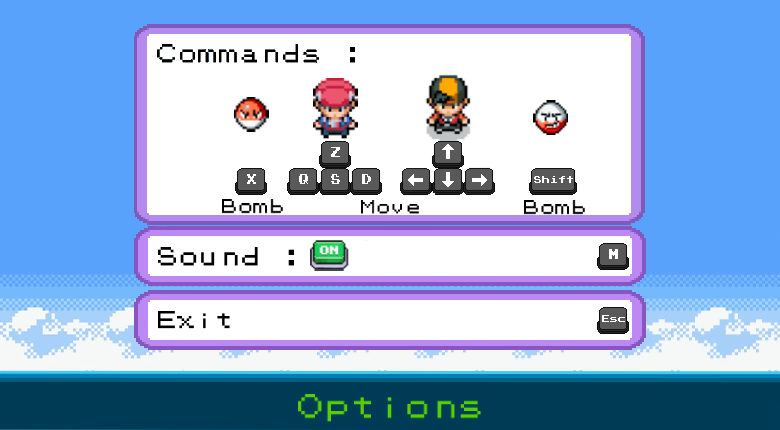 Commands :
Z ↑
X Q S D ← ↓ → Shift
Bomb Move Bomb
Sound : ON M
Exit Esc
Options